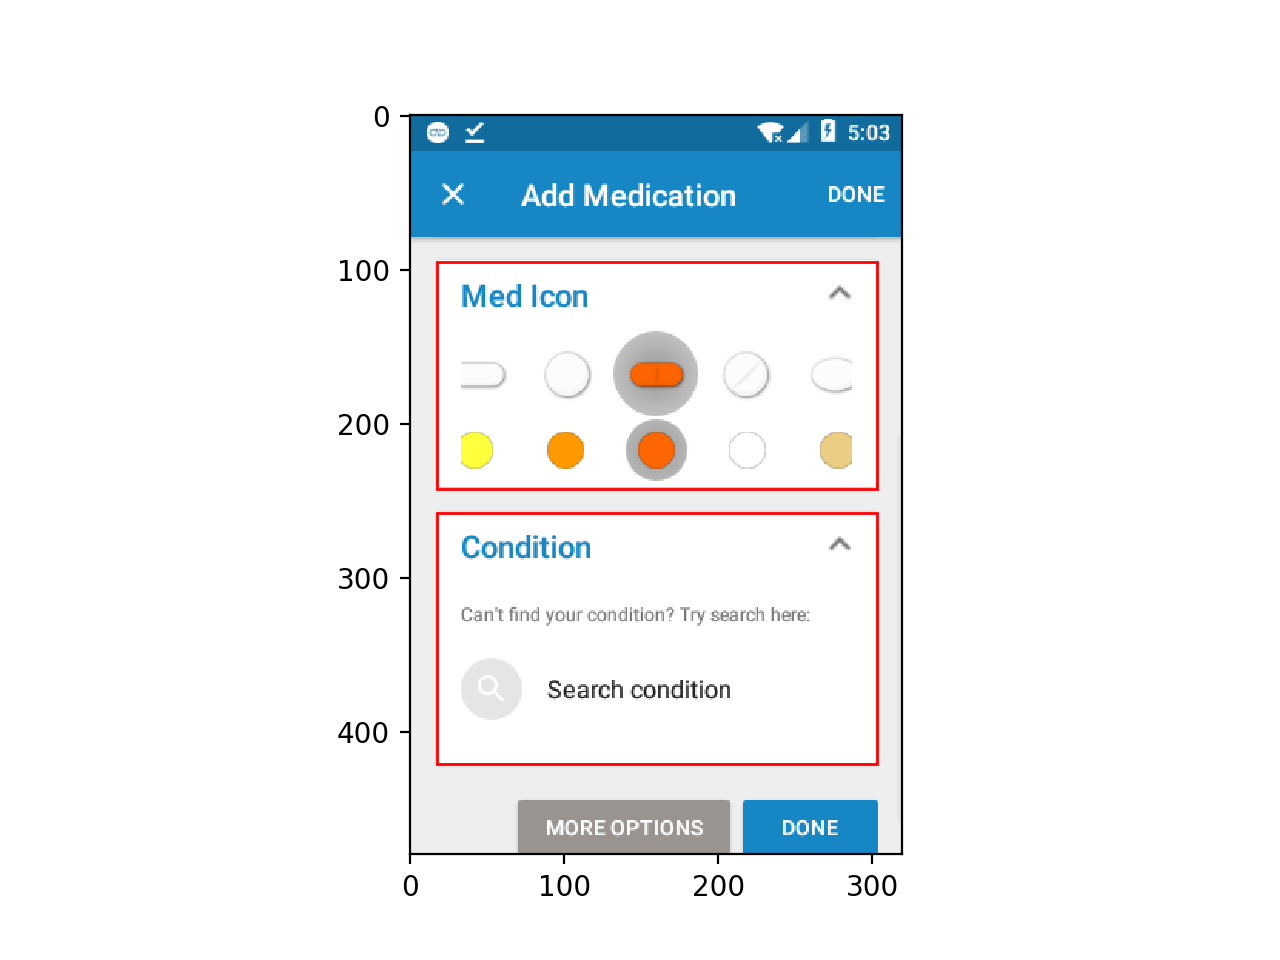 0
5:03
Add Medication
DONE
100
Med Icon
200
Condition
300
Can't find your condition? Try search here:
Search condition
400
MORE OPTIONS
DONE
0
100
200
300